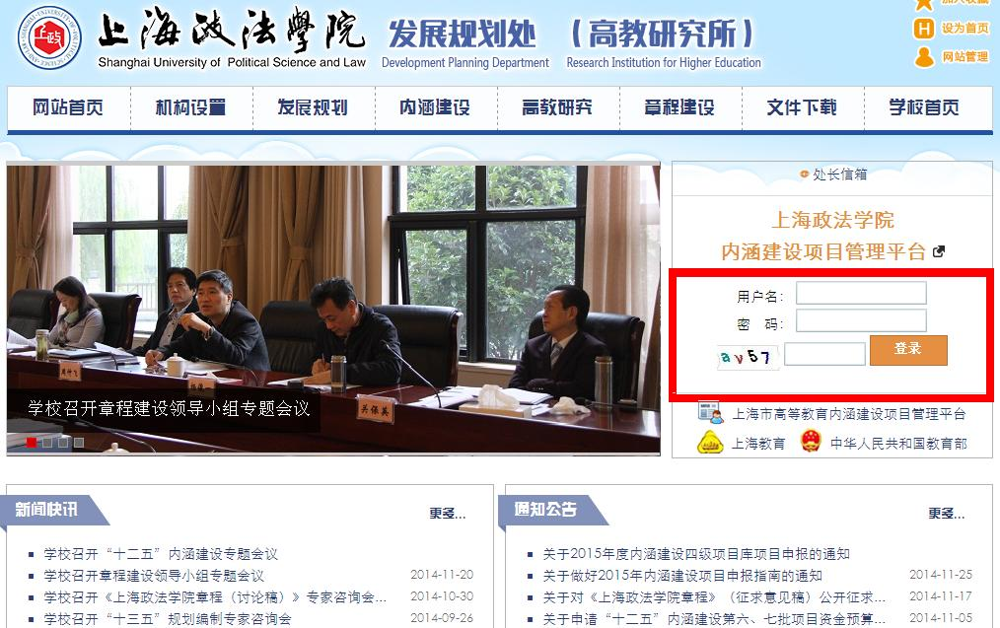 加入收藏
上海政法學院
发展规划处 （高教研究所）
设为首页
Shanghai University of Political Science and Law
Development Planning Department Research Institution for Higher Education
网站管理
网站首页 机构设置 发展规划 内涵建设 高教研究 章程建设 文件下载 学校首页
处长信箱
上海政法学院
内涵建设项目管理平台
用户名：
密 码：
av57
登录
关保英
学校召开章程建设领导小组专题会议
上海市高等教育内涵建设项目管理平台
上海教育 中华人民共和国教育部
新闻快讯
更多...
学校召开“十二五”内涵建设专题会议
学校召开章程建设领导小组专题会议 2014-11-20
学校召开《上海政法学院章程（讨论稿）》专家咨询会... 2014-10-30
学校召开“十三五”规划编制专家咨询会 2014-09-26
通知公告
更多...
关于2015年度内涵建设四级项目库项目申报的通知
关于做好2015年内涵建设项目申报指南的通知 2014-11-25
关于对《上海政法学院章程》（征求意见稿）公开征求... 2014-11-17
关于申请“十二五”内涵建设第六、七批项目资金预算... 2014-11-05